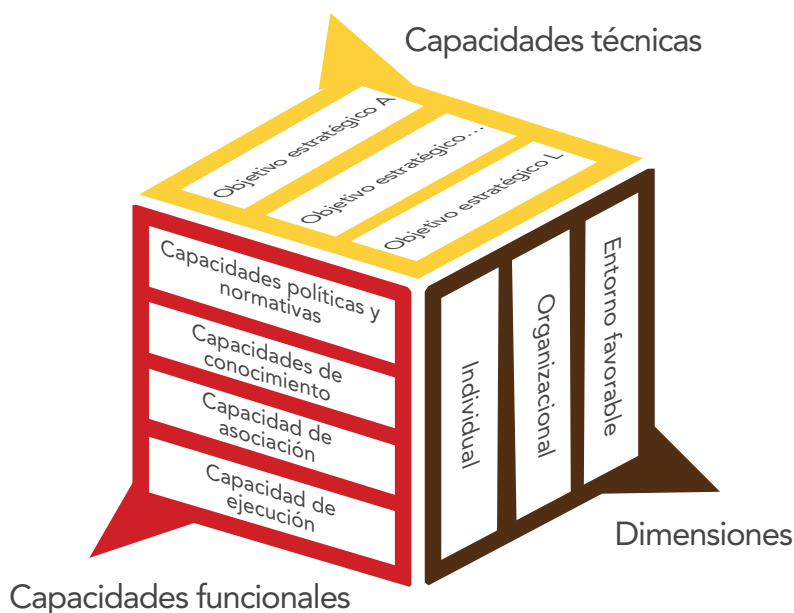 Capacidades técnicas
Objetivo estratégico A
Objetivo estratégico...
Objetivo estratégico L
Capacidades políticas y
normativas
Capacidades de
conocimiento
Capacidad de
asociación
Capacidad de
ejecución
Individual
Organizacional
Entorno favorable
Dimensiones
Capacidades funcionales